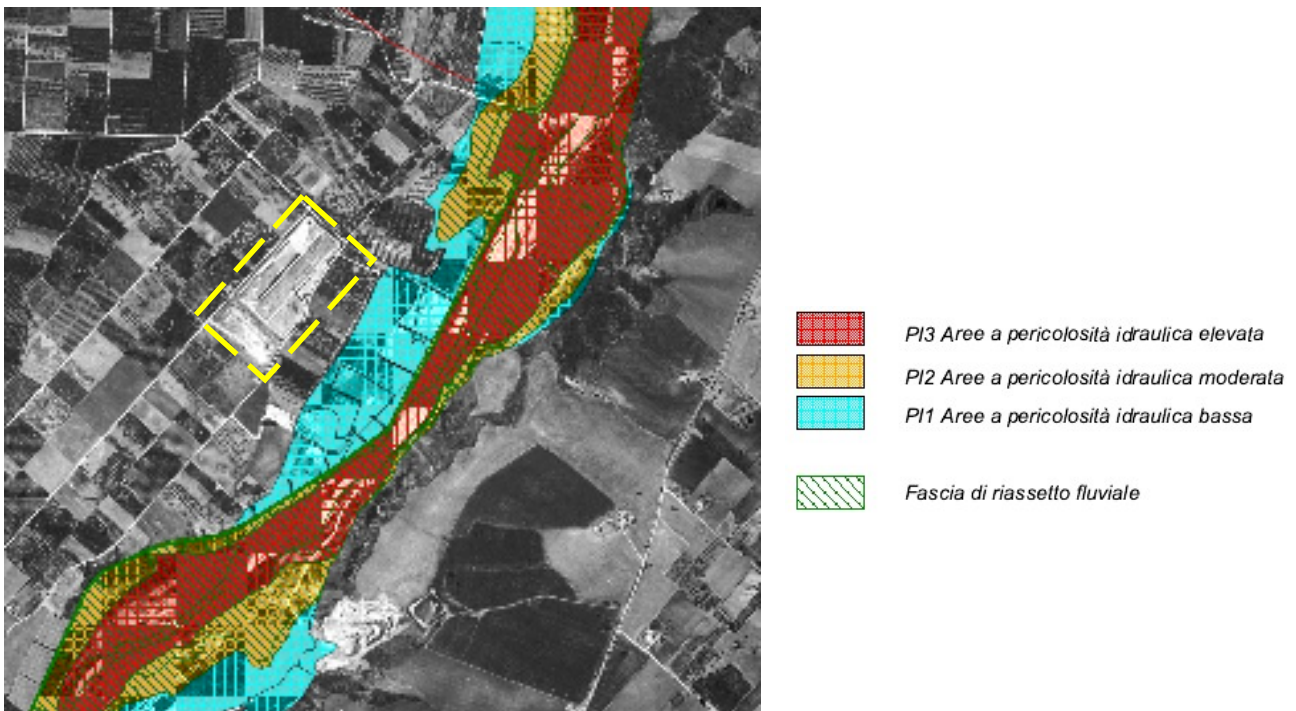 PI3 Aree a pericolosità idraulica elevata
PI2 Aree a pericolosità idraulica moderata
PI1 Aree a pericolosità idraulica bassa
Fascia di riassetto fluviale